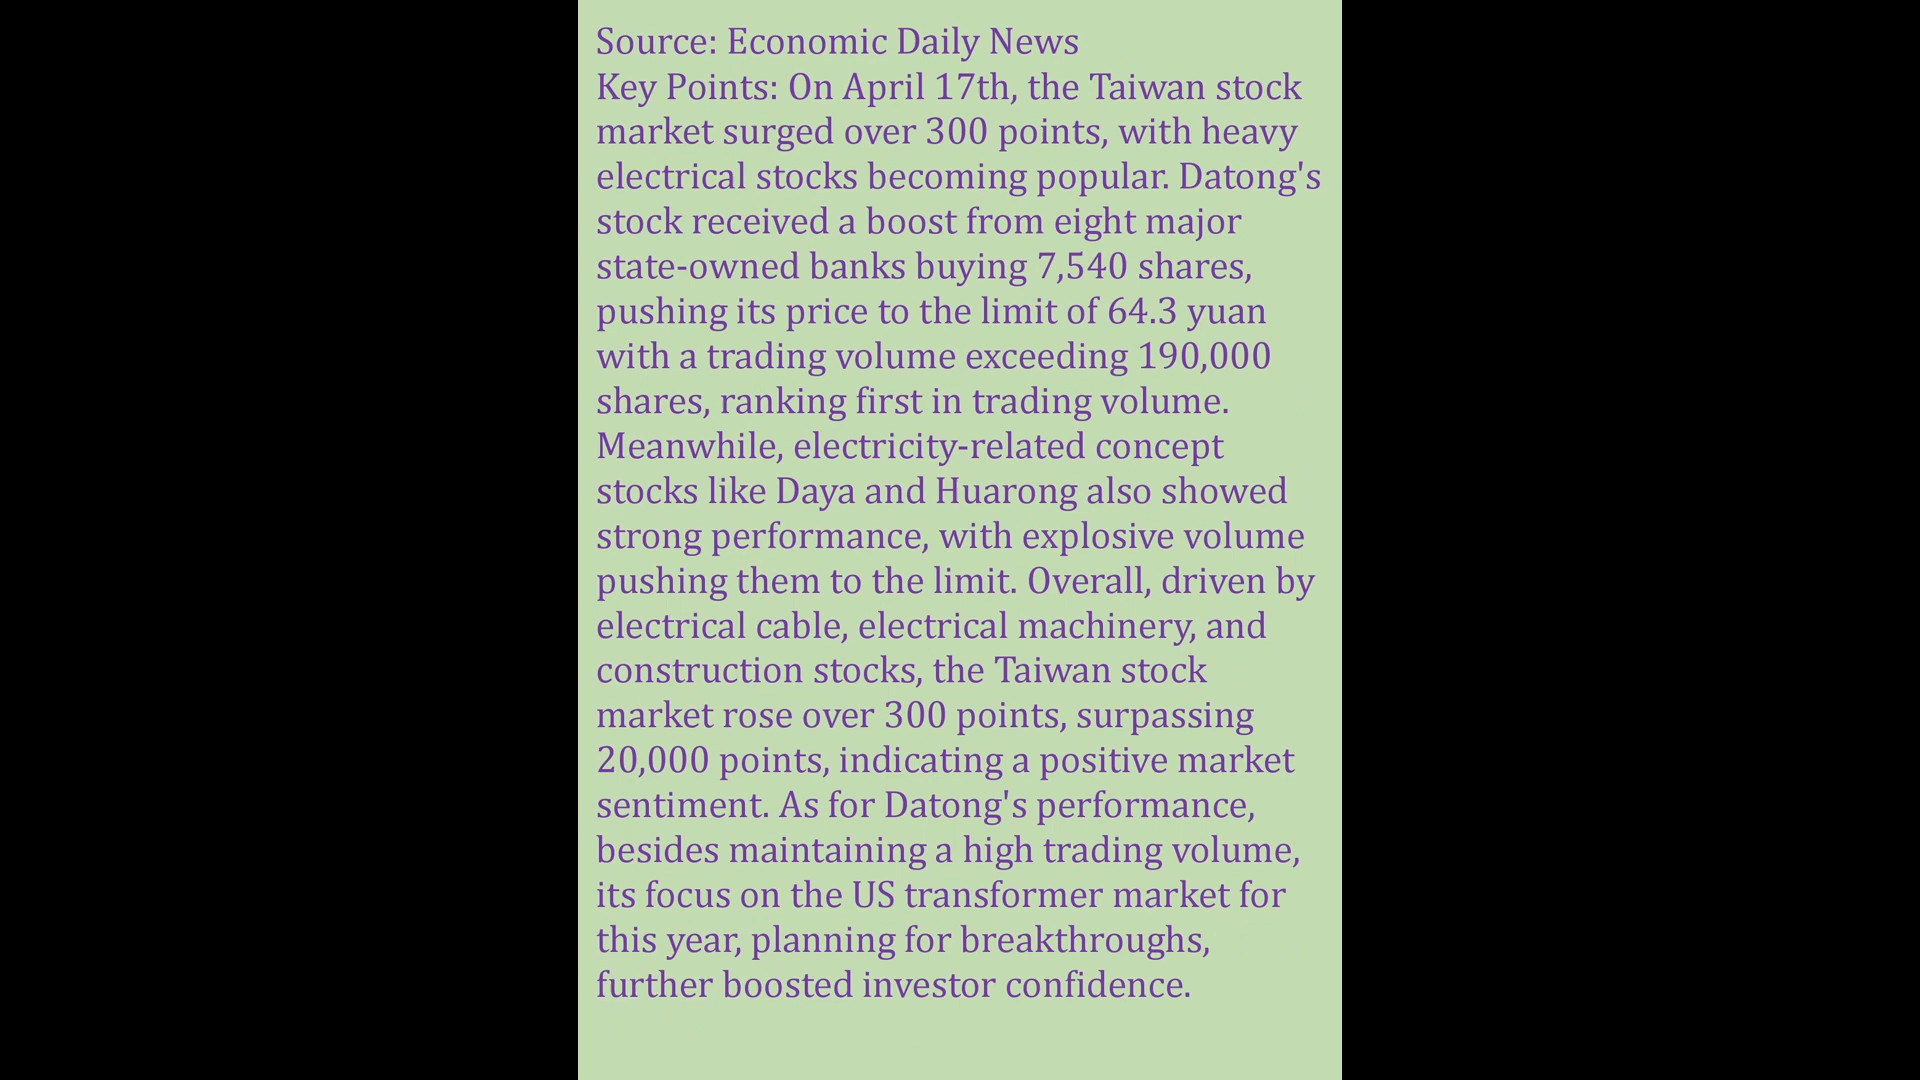 Source: Economic Daily News
Key Points: On April 17th, the Taiwan stock
market surged over 300 points, with heavy
electrical stocks becoming popular. Datong's
stock received a boost from eight major
state-owned banks buying 7,540 shares,
pushing its price to the limit of 64.3 yuan
with a trading volume exceeding 190,000
shares, ranking first in trading volume.
Meanwhile, electricity-related concept
stocks like Daya and Huarong also showed
strong performance, with explosive volume
pushing them to the limit. Overall, driven by
electrical cable, electrical machinery, and
construction stocks, the Taiwan stock
market rose over 300 points, surpassing
20,000 points, indicating a positive market
sentiment. As for Datong's performance,
besides maintaining a high trading volume,
its focus on the US transformer market for
this year, planning for breakthroughs,
further boosted investor confidence.